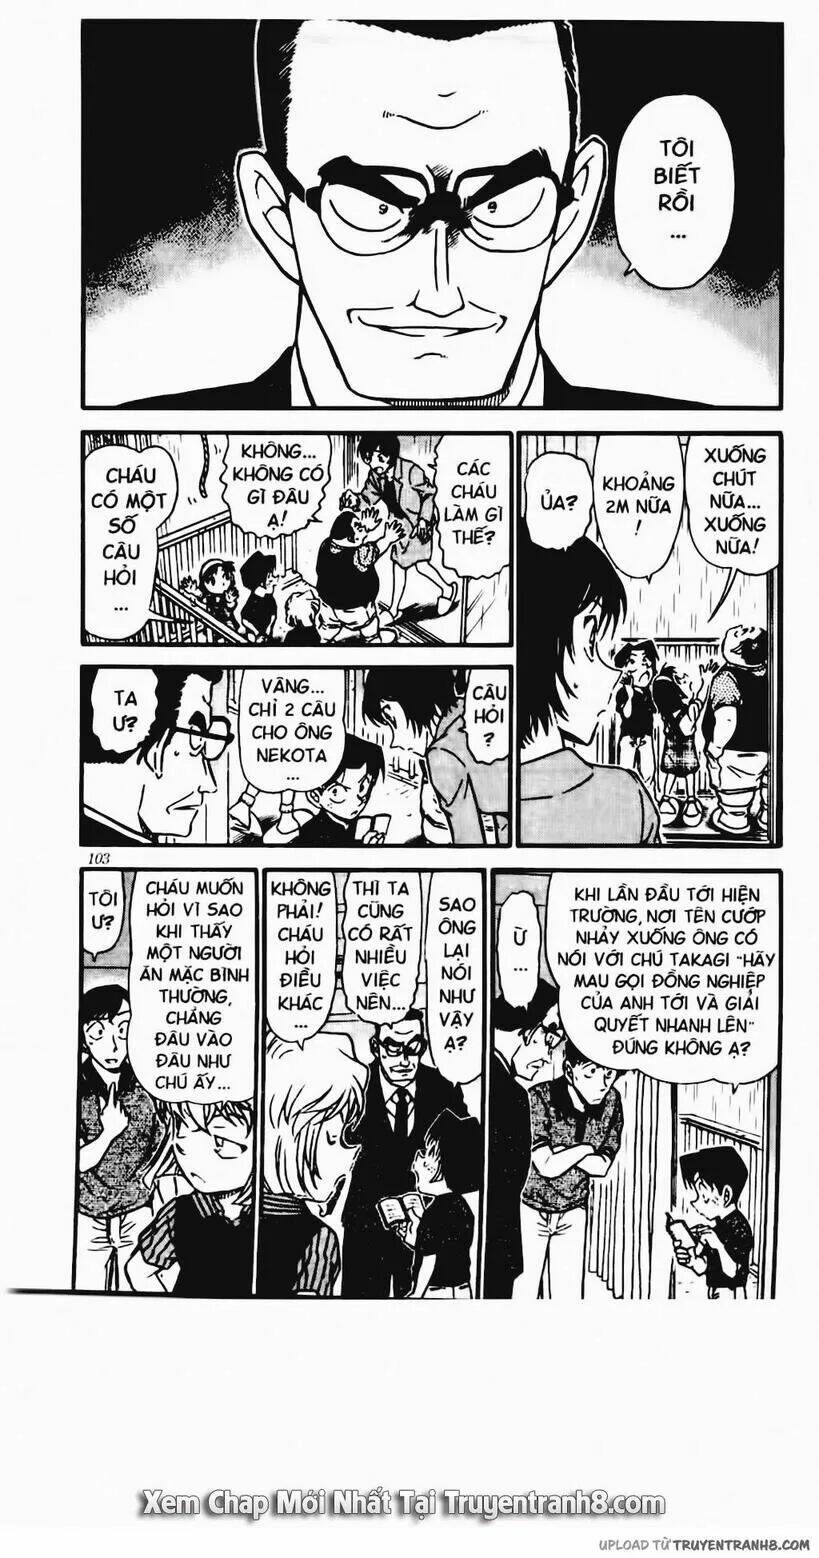 TÔI
BIẾT
RỒI
...
XUỐNG
CHÚT
NỮA...
XUỐNG
NỮA!
KHOẢNG
2M NỮA
!
ỦA?
CÁC
CHÁU
LÀM GÌ
THẾ?
KHÔNG...
KHÔNG CÓ
GÌ ĐÂU
Ạ!
CHÁU
CÓ MỘT
SỐ
CÂU
HỎI
...
CÂU
HỎI
?
VÂNG...
CHỈ 2 CÂU
CHO ÔNG
NEKOTA
...
TA
Ư?
103
KHI LẦN ĐẦU TỚI HIỆN
TRƯỜNG, NƠI TÊN CƯỚP
NHẢY XUỐNG ÔNG CÓ
NÓI VỚI CHÚ TAKAGI "HÃY
MAU GỌI ĐỒNG NGHIỆP
CỦA ANH TỚI VÀ GIẢI
QUYẾT NHANH LÊN"
ĐÚNG KHÔNG Ạ?
Ừ
...
SAO
ÔNG
LẠI
NÓI
NHƯ
VẬY
Ạ?
THÌ TA
CŨNG
CÓ RẤT
NHIỀU
VIỆC
NÊN...
KHÔNG
PHẢI!
CHÁU
HỎI
ĐIỀU
KHÁC
...
CHÁU MUỐN
HỎI VÌ SAO
KHI THẤY
MỘT NGƯỜI
ĂN MẶC BÌNH
THƯỜNG,
CHẲNG
ĐÂU VÀO
ĐÂU NHƯ
CHÚ ẤY...
TÔI
Ư?
Xem Chap Mới Nhất Tại Truyentranh8.com
UPLOAD TỪ TRUYENTRANH8.COM